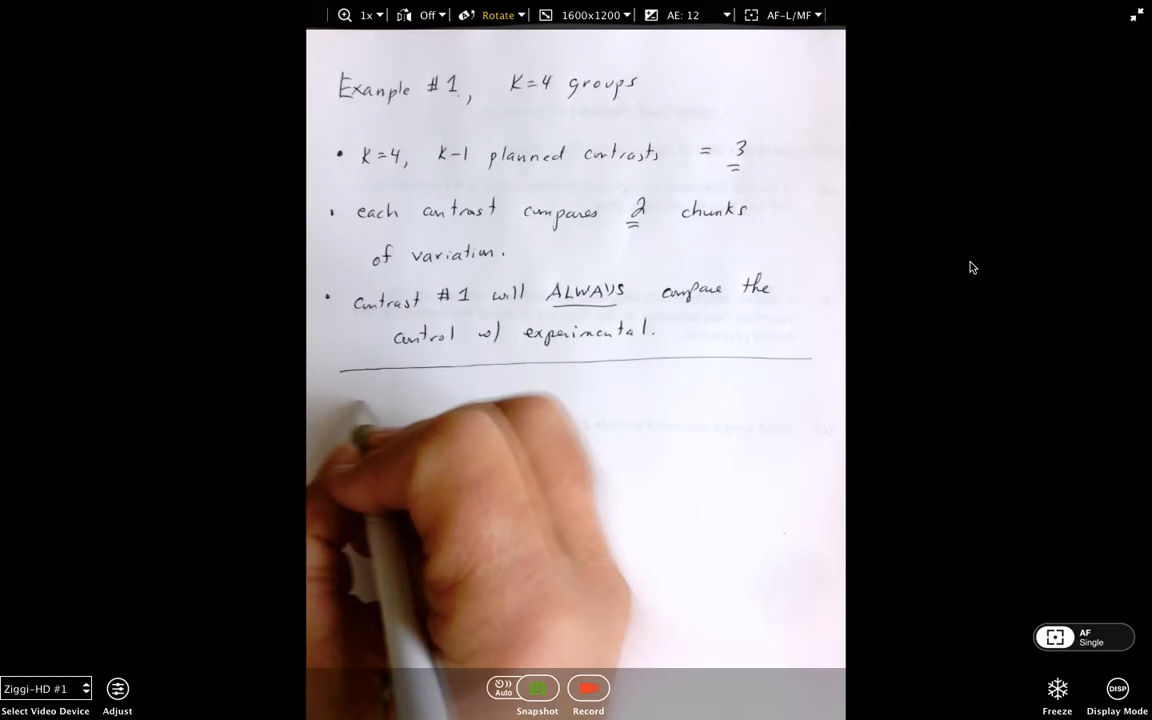 1x Off Rotate 1600x1200 AE: 12 AF-L/MF
Example #1, K=4 groups
• K=4, K-1 planned contrasts = 3
• each contrast compares 2 chunks
of variation.
• contrast #1 will ALWAYS compare the
control w/ experimental.
AF
Single
Ziggi-HD #1
Auto
Select Video Device
Adjust
Snapshot
Record
Freeze
DISP
Display Mode